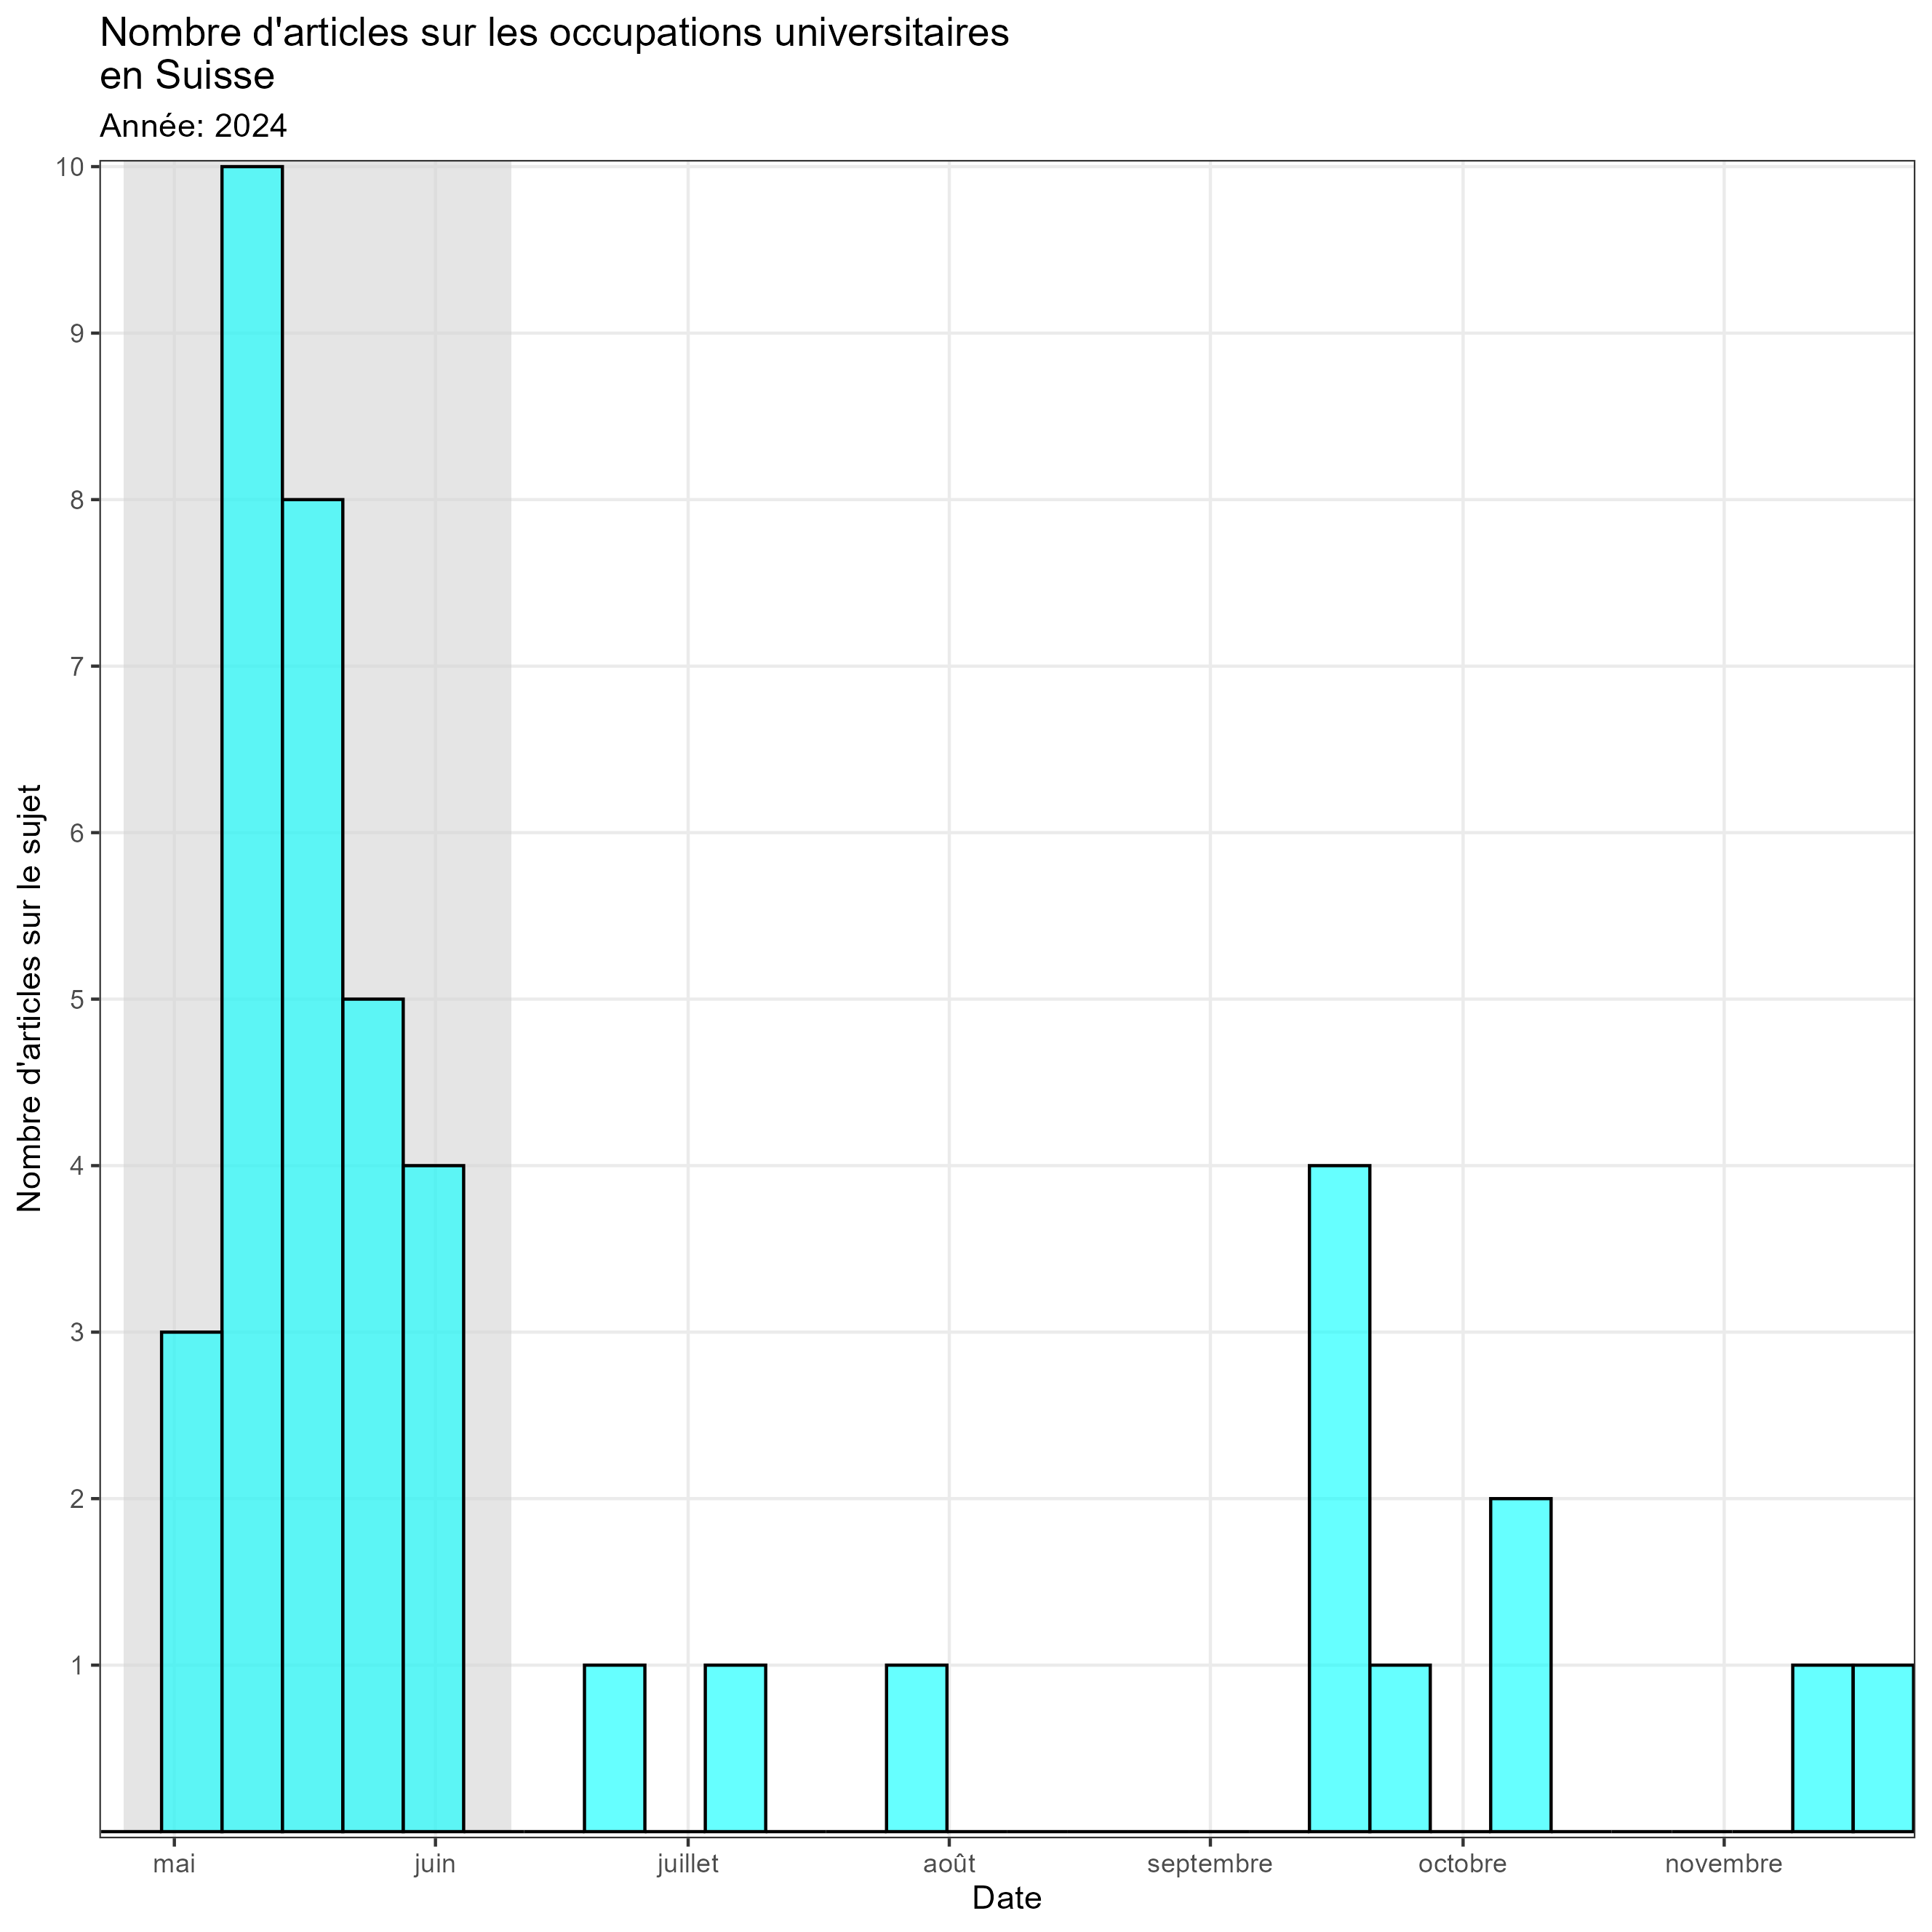 Nombre d'articles sur les occupations universitaires
en Suisse
Année: 2024
Nombre d'articles sur le sujet
10
9
8
7
6
5
4
3
2
1
mai juin juillet août septembre octobre novembre
Date